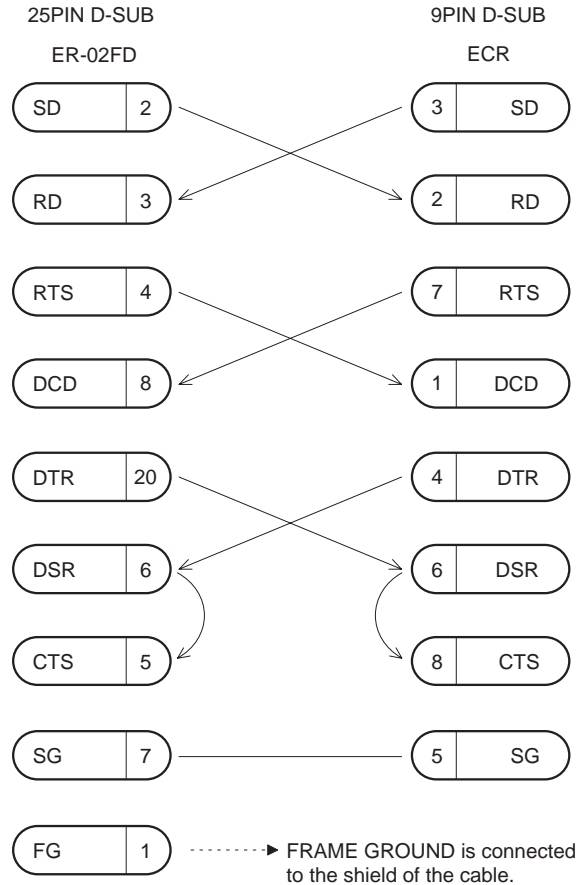 25PIN D-SUB 9PIN D-SUB
ER-02FD ECR
SD 2 3 SD
RD 3 2 RD
RTS 4 7 RTS
DCD 8 1 DCD
DTR 20 4 DTR
DSR 6 6 DSR
CTS 5 8 CTS
SG 7 5 SG
FG 1 FRAME GROUND is connected
to the shield of the cable.